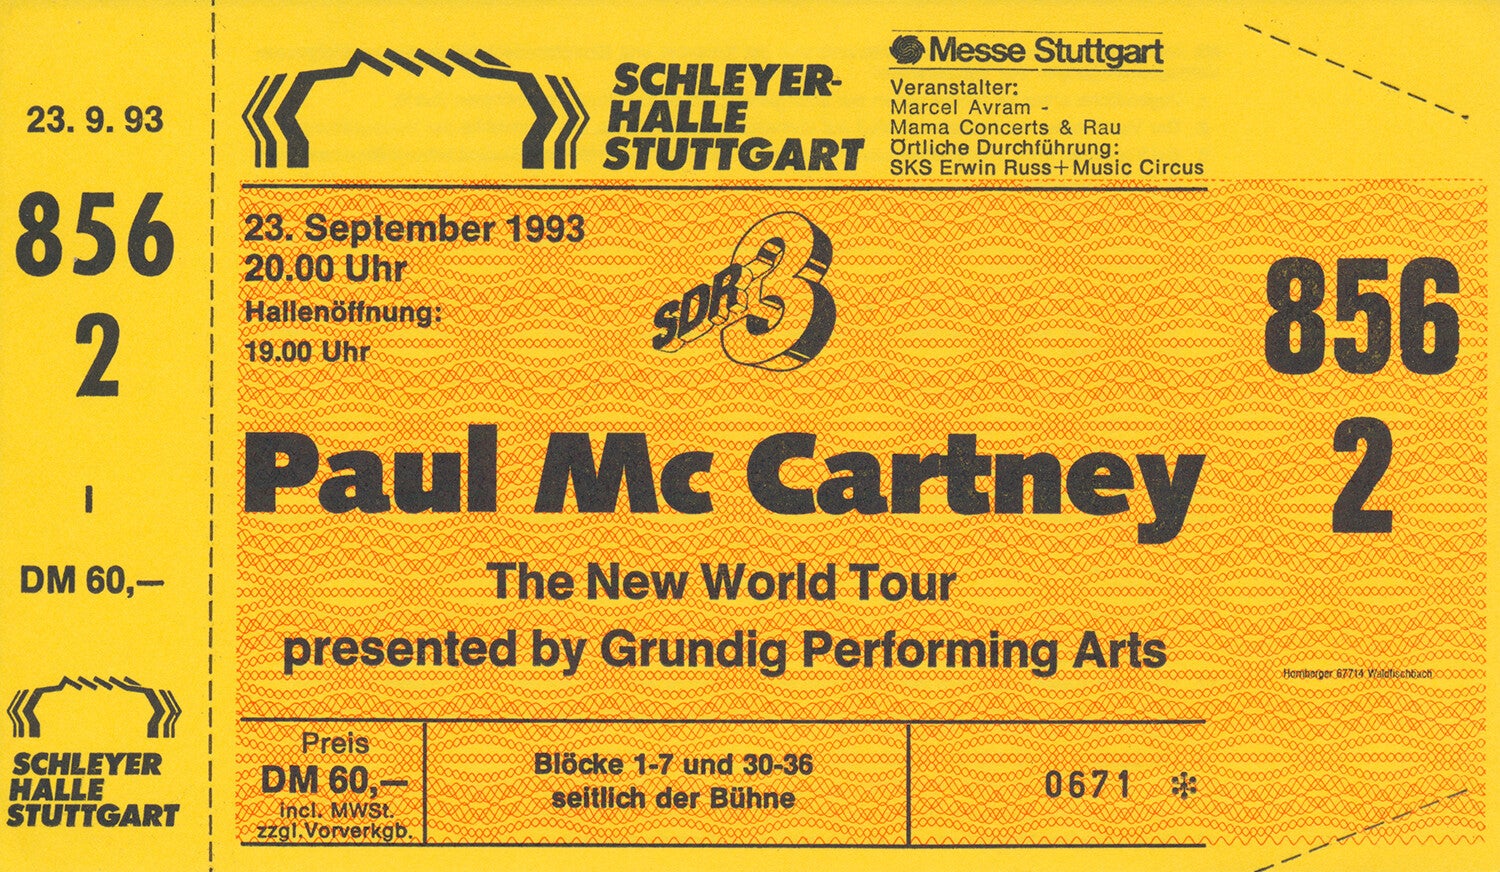 23. 9. 93
856
2
I
DM 60,—
SCHLEYER
HALLE
STUTTGART
SCHLEYER-
HALLE
STUTTGART
Messe Stuttgart
Veranstalter:
Marcel Avram -
Mama Concerts & Rau
Örtliche Durchführung:
SKS Erwin Russ+Music Circus
23. September 1993
20.00 Uhr
Hallenöffnung:
19.00 Uhr
SDR 3
856
2
Paul Mc Cartney
The New World Tour
presented by Grundig Performing Arts
Homberger 67714 Waldfischbach
Preis
DM 60,—
incl. MWSt.
zzgl.Vorverkgb.
Blöcke 1-7 und 30-36
seitlich der Bühne
0671 *